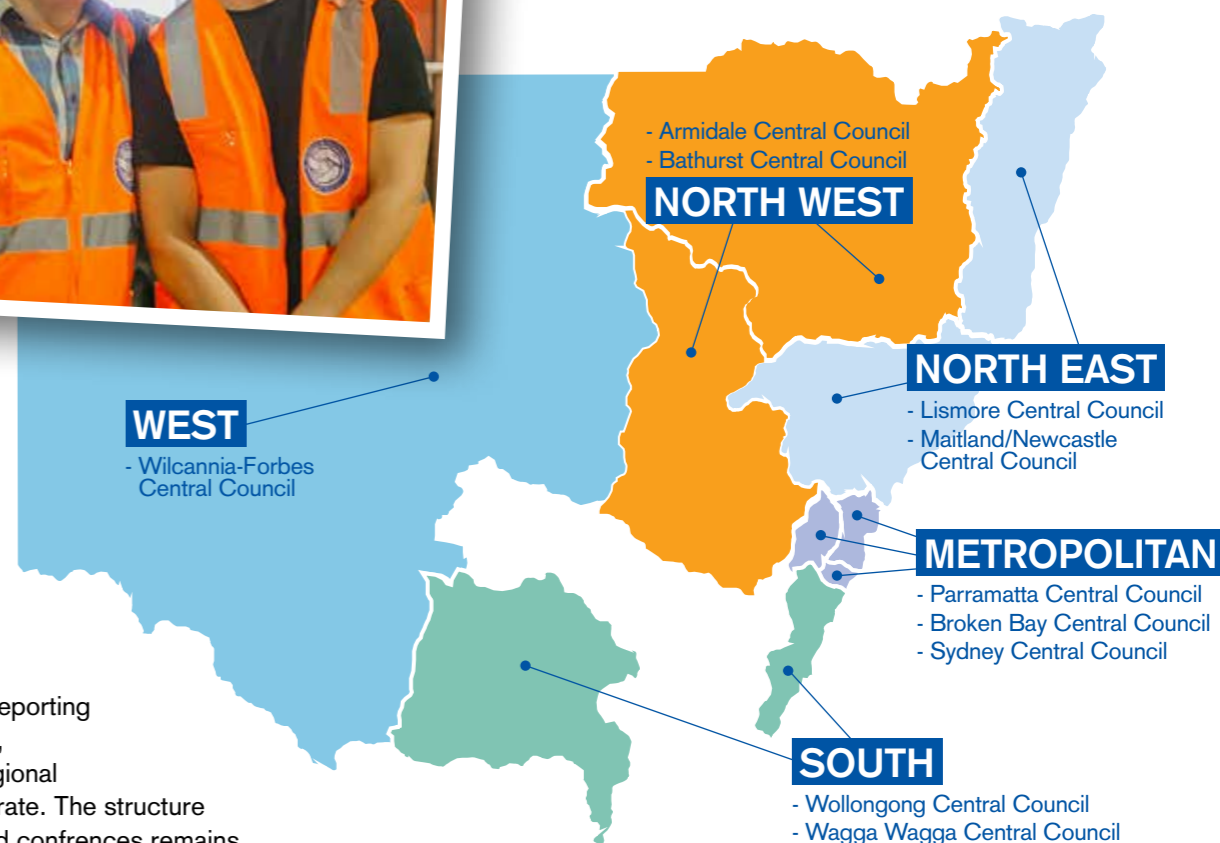 - Armidale Central Council
- Bathurst Central Council
NORTH WEST
NORTH EAST
- Lismore Central Council
- Maitland/Newcastle
Central Council
WEST
- Wilcannia-Forbes
Central Council
METROPOLITAN
- Parramatta Central Council
- Broken Bay Central Council
- Sydney Central Council
SOUTH
- Wollongong Central Council
- Wagga Wagga Central Council
eporting
,
gional
rate. The structure
d confrences remains